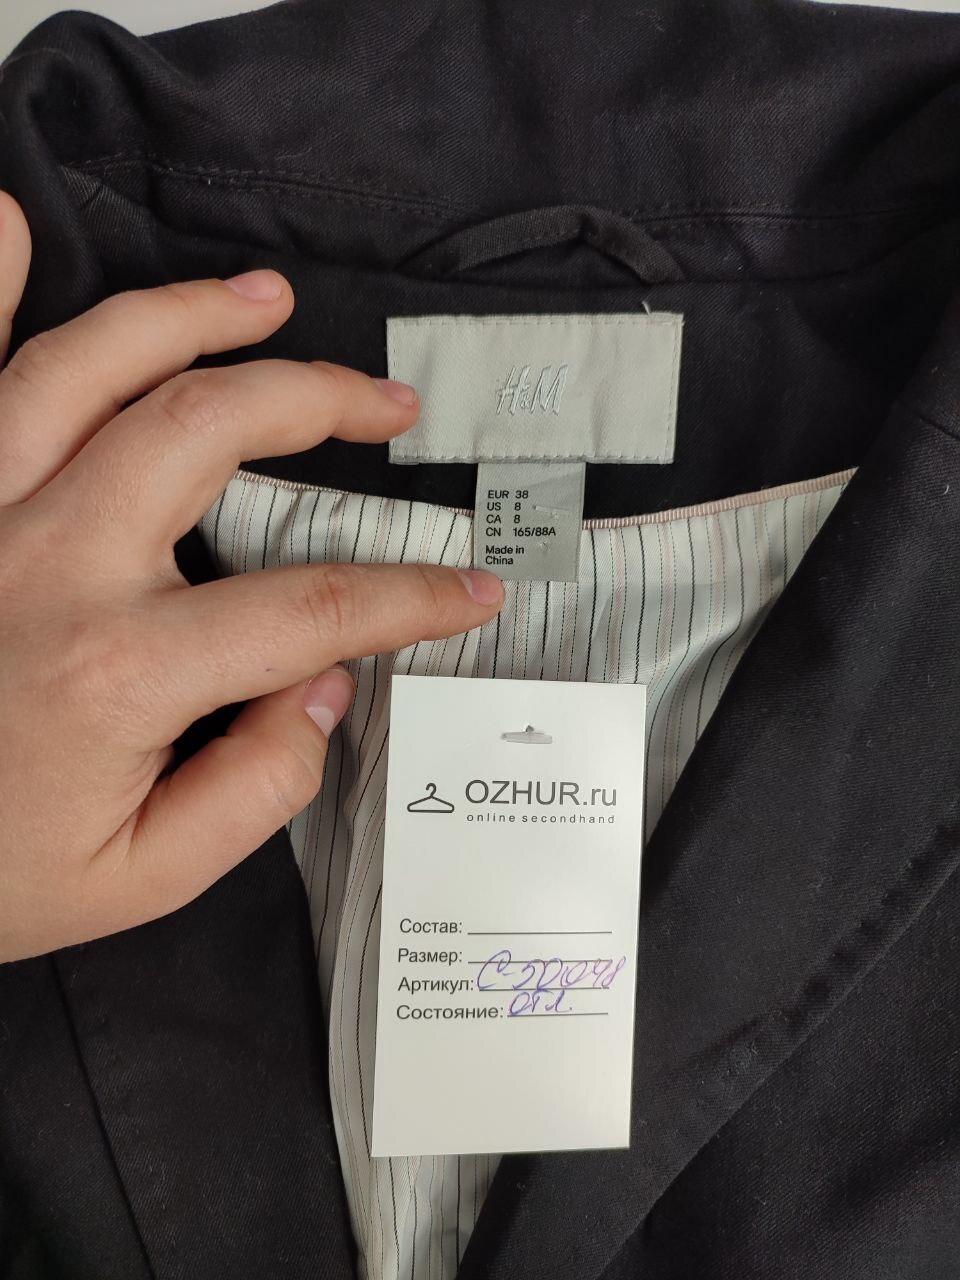 H&M
EUR 38
US 8
CA 8
CN 165/88A
Made in
China
OZHUR.ru
online secondhand
Состав:
Размер:
Артикул: С-50048
Состояние: отл.